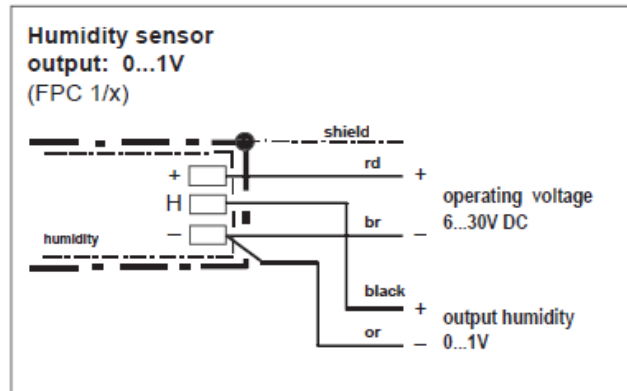 Humidity sensor
output: 0...1V
(FPC 1/x)
shield
rd
+ +
operating voltage
H
6...30V DC
br
– –
humidity
black
+
output humidity
or
– 0...1V